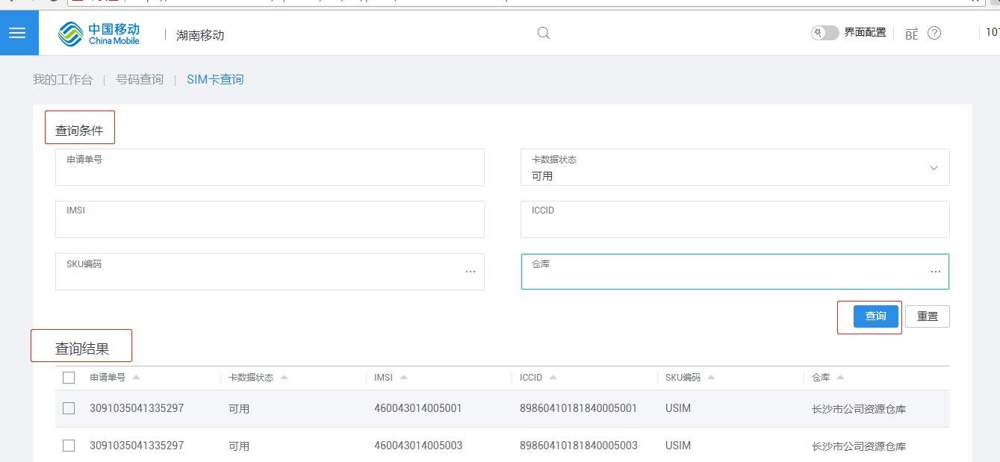 中国移动
China Mobile
湖南移动
界面配置
BE
?
107
我的工作台 | 号码查询 | SIM卡查询
查询条件
申请单号
卡数据状态
可用
IMSI
ICCID
SKU编码
...
仓库
...
查询 重置
查询结果
申请单号 卡数据状态 IMSI ICCID SKU编码 仓库
3091035041335297 可用 460043014005001 89860410181840005001 USIM 长沙市公司资源仓库
3091035041335297 可用 460043014005003 89860410181840005003 USIM 长沙市公司资源仓库